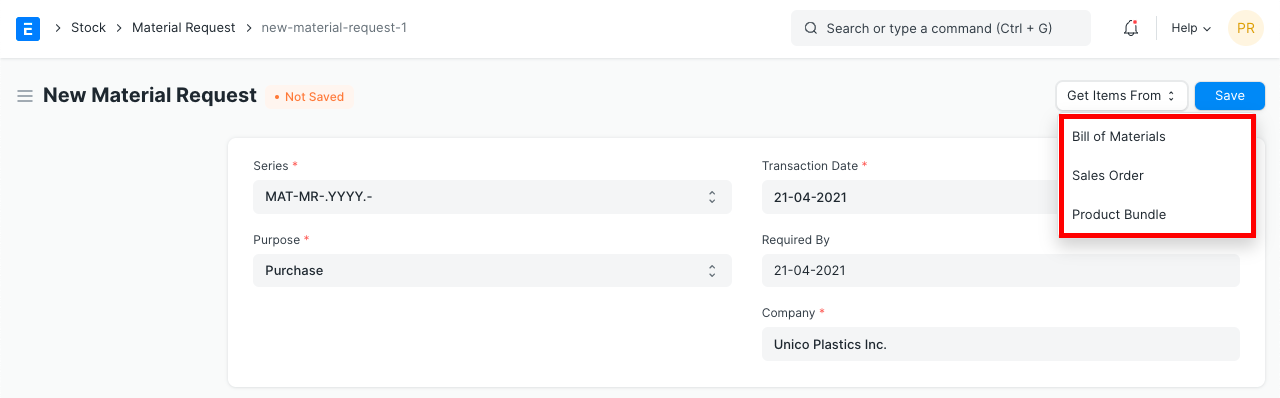 E Stock Material Request new-material-request-1 Search or type a command (Ctrl + G) Help PR
New Material Request • Not Saved Get Items From Save
Bill of Materials
Sales Order
Product Bundle
Series * Transaction Date *
MAT-MR-.YYYY.- 21-04-2021
Purpose * Required By
Purchase 21-04-2021
Company *
Unico Plastics Inc.